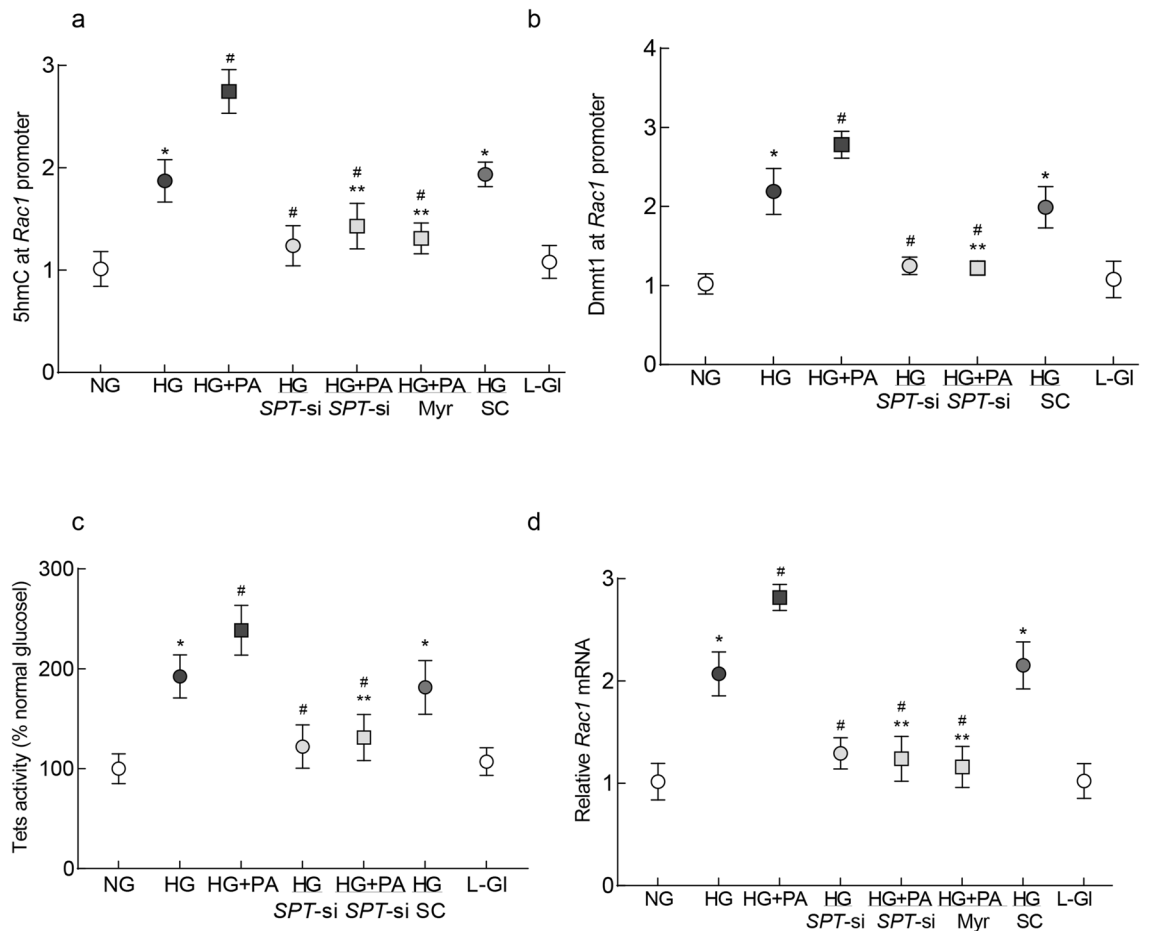 a
5hmC at Rac1 promoter
3
2
1
0
* # # # ** # ** *
NG HG HG+PA HG HG+PA HG+PA HG L-Gl
SPT-si SPT-si Myr SC
b
Dnmt1 at Rac1 promoter
4
3
2
1
0
* # # # ** *
NG HG HG+PA HG HG+PA HG L-Gl
SPT-si SPT-si SC
c
Tets activity (% normal glucosel)
300
200
100
0
* # # # ** *
NG HG HG+PA HG HG+PA HG L-Gl
SPT-si SPT-si SC
d
Relative Rac1 mRNA
3
2
1
0
* # # # ** # ** *
NG HG HG+PA HG HG+PA HG+PA HG L-Gl
SPT-si SPT-si Myr SC